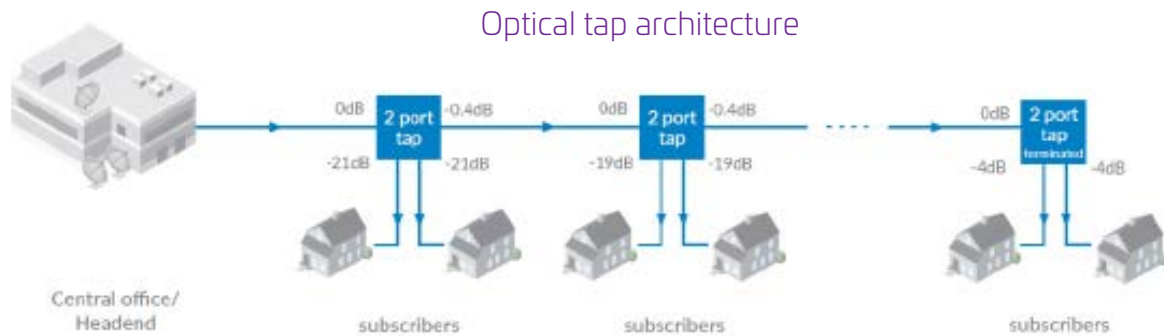 Optical tap architecture
0dB
2 port
tap
-0.4dB
-21dB
-21dB
0dB
2 port
tap
-0.4dB
-19dB
-19dB
0dB
2 port
tap
terminated
-4dB
-4dB
Central office/
Headend
subscribers
subscribers
subscribers